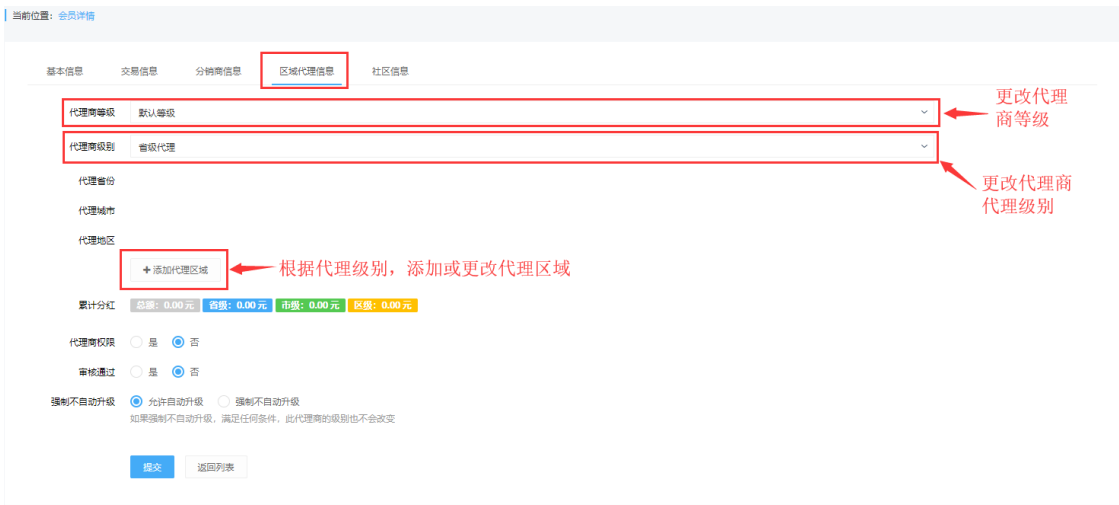 当前位置：会员详情
基本信息 交易信息 分销商信息 区域代理信息 社区信息
代理商等级 默认等级
更改代理
商等级
代理商级别 省级代理
更改代理商
代理级别
代理省份
代理城市
代理地区
+添加代理区域
根据代理级别，添加或更改代理区域
累计分红 总额：0.00元 省级：0.00元 市级：0.00元 区级：0.00元
代理商权限 是 否
审核通过 是 否
强制不自动升级 允许自动升级 强制不自动升级
如果强制不自动升级，满足任何条件，此代理商的级别也不会改变
提交 返回列表